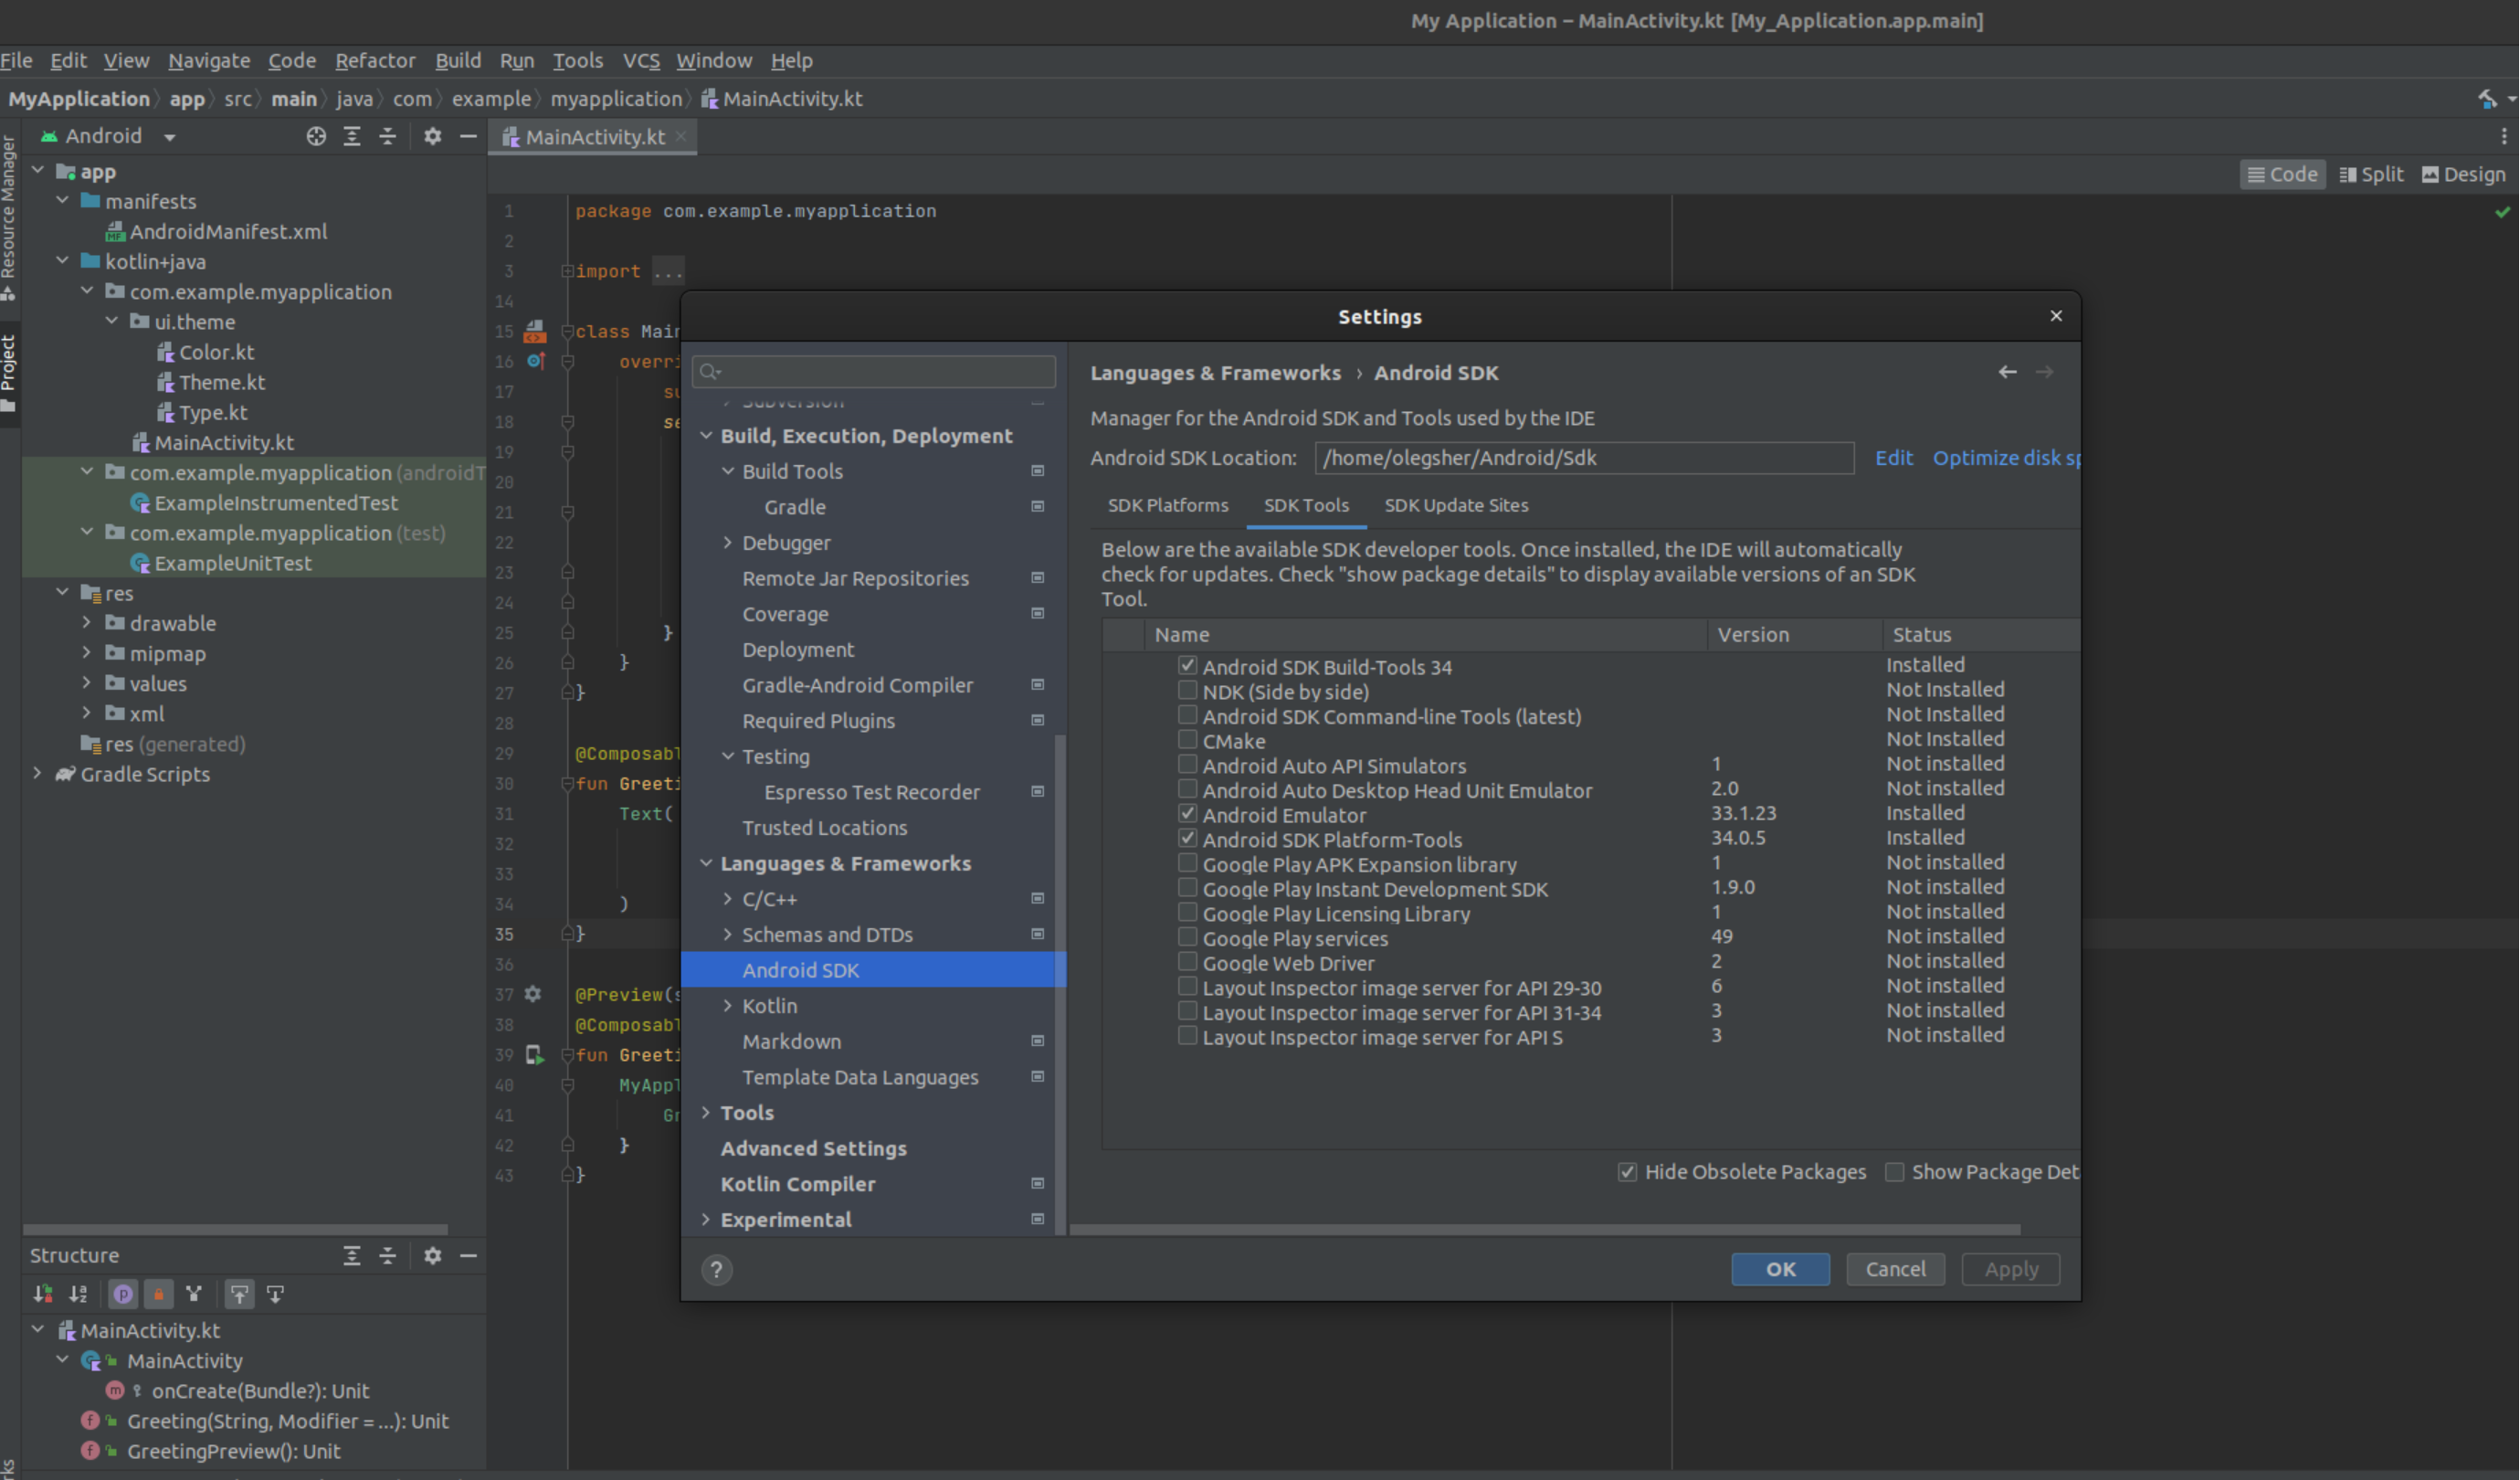 My Application – MainActivity.kt [My_Application.app.main]
File Edit View Navigate Code Refactor Build Run Tools VCS Window Help
MyApplication app src main java com example myapplication MainActivity.kt
Android
MainActivity.kt
Resource Manager
Project
app
manifests
AndroidManifest.xml
kotlin+java
com.example.myapplication
ui.theme
Color.kt
Theme.kt
Type.kt
MainActivity.kt
com.example.myapplication (androidT
ExampleInstrumentedTest
com.example.myapplication (test)
ExampleUnitTest
res
drawable
mipmap
values
xml
res (generated)
Gradle Scripts
Code Split Design
1 package com.example.myapplication
2
3 import ...
14
15 class Main
16 overri
17 su
18 se
19
20
21
22
23
24
25 }
26 }
27 }
28
29 @Composabl
30 fun Greeti
31 Text(
32
33
34 )
35 }
36
37 @Preview(s
38 @Composabl
39 fun Greeti
40 MyAppl
41 Gr
42 }
43 }
Structure
MainActivity.kt
MainActivity
onCreate(Bundle?): Unit
Greeting(String, Modifier = ...): Unit
GreetingPreview(): Unit
Settings
Subversion
Build, Execution, Deployment
Build Tools
Gradle
Debugger
Remote Jar Repositories
Coverage
Deployment
Gradle-Android Compiler
Required Plugins
Testing
Espresso Test Recorder
Trusted Locations
Languages & Frameworks
C/C++
Schemas and DTDs
Android SDK
Kotlin
Markdown
Template Data Languages
Tools
Advanced Settings
Kotlin Compiler
Experimental
Languages & Frameworks › Android SDK
Manager for the Android SDK and Tools used by the IDE
Android SDK Location: /home/olegsher/Android/Sdk Edit Optimize disk sp
SDK Platforms SDK Tools SDK Update Sites
Below are the available SDK developer tools. Once installed, the IDE will automatically
check for updates. Check "show package details" to display available versions of an SDK
Tool.
Name Version Status
Android SDK Build-Tools 34 Installed
NDK (Side by side) Not Installed
Android SDK Command-line Tools (latest) Not Installed
CMake Not Installed
Android Auto API Simulators 1 Not installed
Android Auto Desktop Head Unit Emulator 2.0 Not installed
Android Emulator 33.1.23 Installed
Android SDK Platform-Tools 34.0.5 Installed
Google Play APK Expansion library 1 Not installed
Google Play Instant Development SDK 1.9.0 Not installed
Google Play Licensing Library 1 Not installed
Google Play services 49 Not installed
Google Web Driver 2 Not installed
Layout Inspector image server for API 29-30 6 Not installed
Layout Inspector image server for API 31-34 3 Not installed
Layout Inspector image server for API S 3 Not installed
Hide Obsolete Packages Show Package Det
? OK Cancel Apply